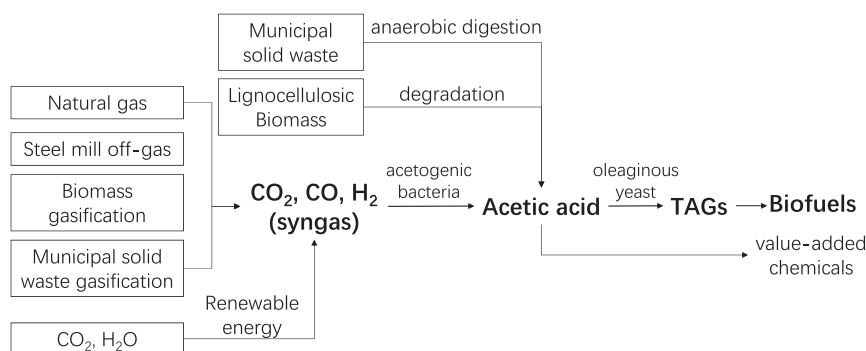 Municipal
solid waste
anaerobic digestion
Lignocellulosic
Biomass
degradation
Natural gas
Steel mill off-gas
Biomass
gasification
Municipal solid
waste gasification
CO₂, H₂O
Renewable
energy
CO₂, CO, H₂
(syngas)
acetogenic
bacteria
Acetic acid
oleaginous
yeast
TAGs
Biofuels
value-added
chemicals